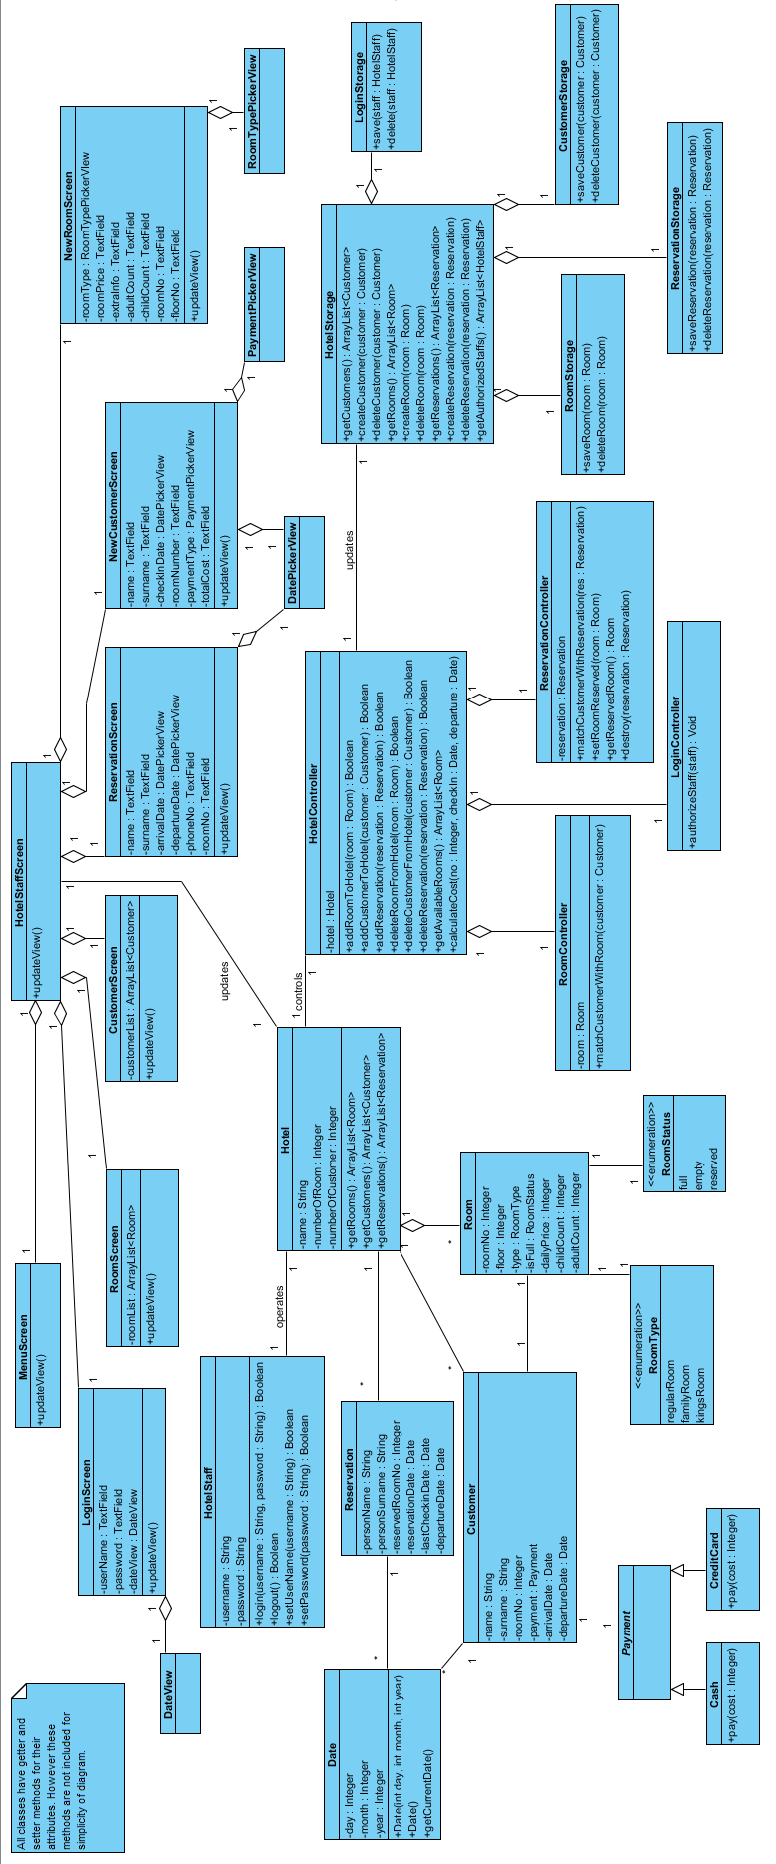 All classes have getter and
setter methods for their
attributes. However these
methods are not included for
simplicity of diagram.
MenuScreen
+updateView()
HotelStaffScreen
+updateView()
LoginScreen
-userName : TextField
-password : TextField
-dateView : DateView
+updateView()
DateView
RoomScreen
-roomList : ArrayList<Room>
+updateView()
CustomerScreen
-customerList : ArrayList<Customer>
+updateView()
ReservationScreen
-name : TextField
-surname : TextField
-arrivalDate : DatePickerView
-departureDate : DatePickerView
-phoneNo : TextField
-roomNo : TextField
+updateView()
NewCustomerScreen
-name : TextField
-surname : TextField
-checkInDate : DatePickerView
-roomNumber : TextField
-paymentType : PaymentPickerView
-totalCost : TextField
+updateView()
NewRoomScreen
-roomType : RoomTypePickerView
-roomPrice : TextField
-extraInfo : TextField
-adultCount : TextField
-childCount : TextField
-roomNo : TextField
-floorNo : TextField
+updateView()
RoomTypePickerView
PaymentPickerView
DatePickerView
HotelStaff
-username : String
-password : String
+login(username : String, password : String) : Boolean
+logout() : Boolean
+setUserName(username : String) : Boolean
+setPassword(password : String) : Boolean
operates
1
1
Hotel
-name : String
-numberOfRoom : Integer
-numberOfCustomer : Integer
+getRooms() : ArrayList<Room>
+getCustomers() : ArrayList<Customer>
+getReservations() : ArrayList<Reservation>
updates
1
1
1 controls
1
HotelController
-hotel : Hotel
+addRoomToHotel(room : Room) : Boolean
+addCustomerToHotel(customer : Customer) : Boolean
+addReservation(reservation : Reservation) : Boolean
+deleteRoomFromHotel(room : Room) : Boolean
+deleteCustomerFromHotel(customer : Customer) : Boolean
+deleteReservation(reservation : Reservation) : Boolean
+getAvailableRooms() : ArrayList<Room>
+calculateCost(no : Integer, checkIn : Date, departure : Date)
updates
1
1
HotelStorage
+getCustomers() : ArrayList<Customer>
+createCustomer(customer : Customer)
+deleteCustomer(customer : Customer)
+getRooms() : ArrayList<Room>
+createRoom(room : Room)
+deleteRoom(room : Room)
+getReservations() : ArrayList<Reservation>
+createReservation(reservation : Reservation)
+deleteReservation(reservation : Reservation)
+getAuthorizedStaffs() : ArrayList<HotelStaff>
LoginStorage
+save(staff : HotelStaff)
+delete(staff : HotelStaff)
CustomerStorage
+saveCustomer(customer : Customer)
+deleteCustomer(customer : Customer)
ReservationStorage
+saveReservation(reservation : Reservation)
+deleteReservation(reservation : Reservation)
RoomStorage
+saveRoom(room : Room)
+deleteRoom(room : Room)
ReservationController
-reservation : Reservation
+matchCustomerWithReservation(res : Reservation)
+setRoomReserved(room : Room)
+getReservedRoom() : Room
+destroy(reservation : Reservation)
LoginController
+authorizeStaff(staff) : Void
RoomController
-room : Room
+matchCustomerWithRoom(customer : Customer)
Date
-day : Integer
-month : Integer
-year : Integer
+Date(int day, int month, int year)
+Date()
+getCurrentDate()
Reservation
-personName : String
-personSurname : String
-reservedRoomNo : Integer
-reservationDate : Date
-lastCheckinDate : Date
-departureDate : Date
Customer
-name : String
-surname : String
-roomNo : Integer
-payment : Payment
-arrivalDate : Date
-departureDate : Date
Room
-roomNo : Integer
-floor : Integer
-type : RoomType
-isFull : RoomStatus
-dailyPrice : Integer
-childCount : Integer
-adultCount : Integer
<<enumeration>>
RoomStatus
full
empty
reserved
<<enumeration>>
RoomType
regularRoom
familyRoom
kingsRoom
Payment
Cash
+pay(cost : Integer)
CreditCard
+pay(cost : Integer)